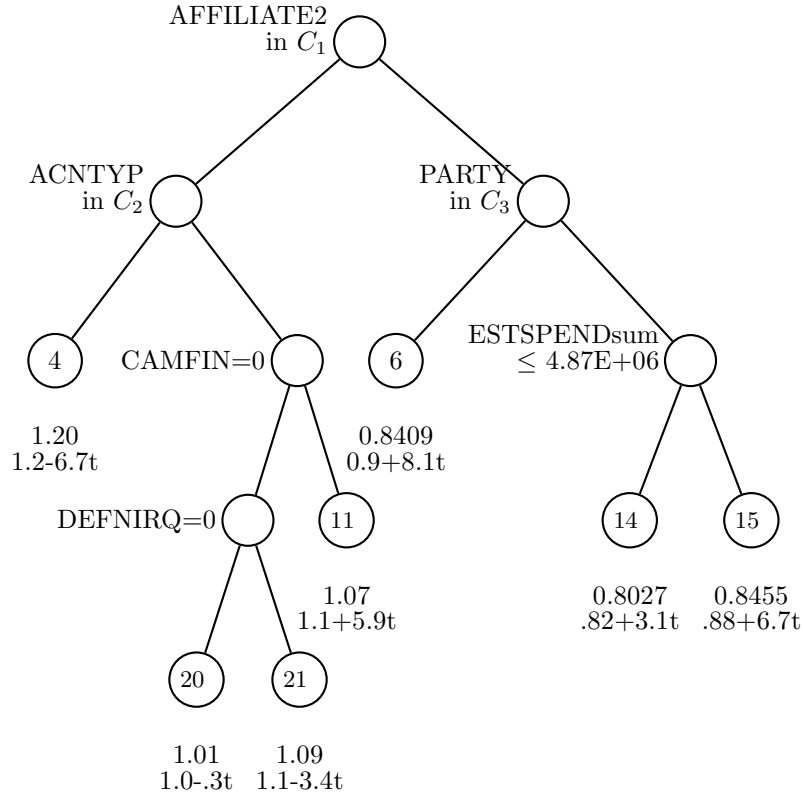 AFFILIATE2
in C₁
ACNTYP
in C₂
PARTY
in C₃
4
CAMFIN=0
6
ESTSPENDsum
≤ 4.87E+06
1.20
1.2-6.7t
0.8409
0.9+8.1t
DEFNIRQ=0
11
14
15
1.07
1.1+5.9t
0.8027
.82+3.1t
0.8455
.88+6.7t
20
21
1.01
1.0-.3t
1.09
1.1-3.4t